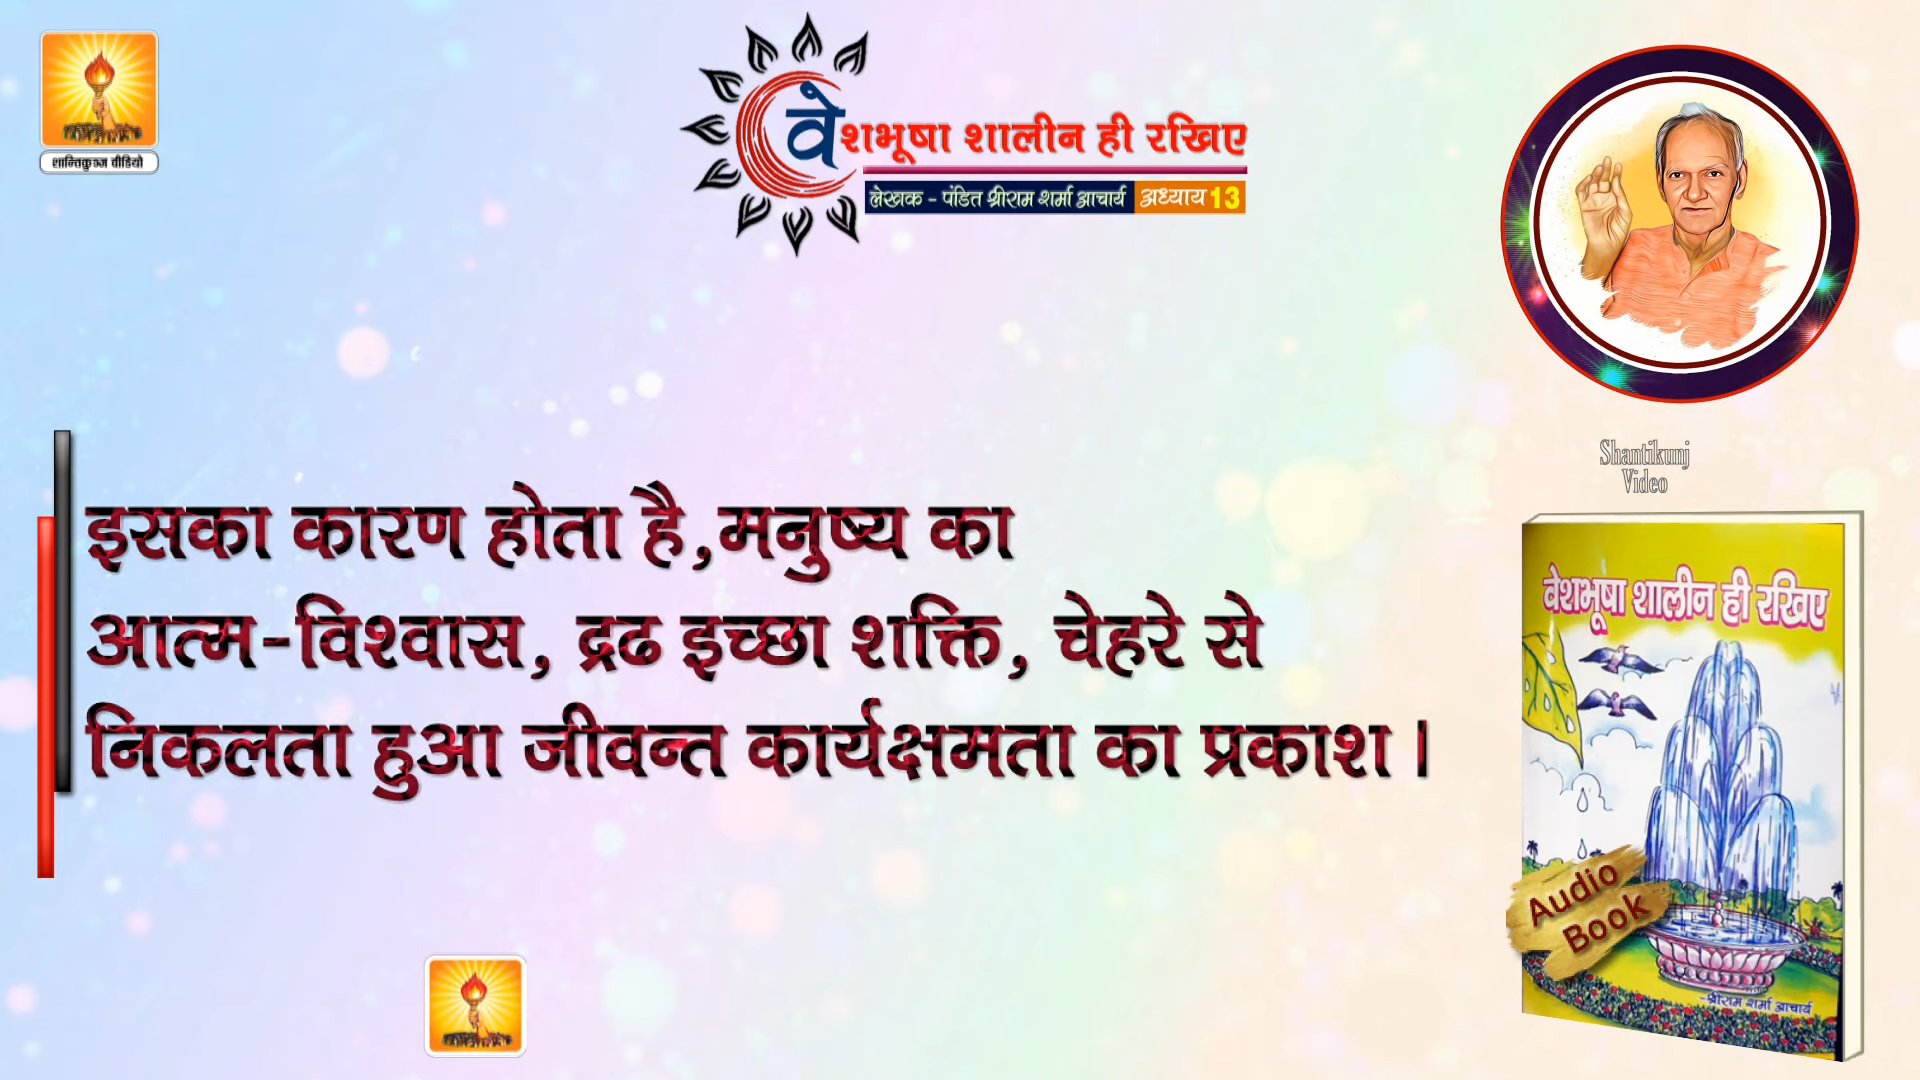 शान्तिकुञ्ज वीडियो
वेशभूषा शालीन ही रखिए
लेखक - पंडित श्रीराम शर्मा आचार्य अध्याय 13
Shantikunj
Video
इसका कारण होता है,मनुष्य का
आत्म-विश्वास, द्रढ इच्छा शक्ति, चेहरे से
निकलता हुआ जीवन्त कार्यक्षमता का प्रकाश ।
वेशभूषा शालीन ही रखिए
Audio
Book
-श्रीराम शर्मा आचार्य